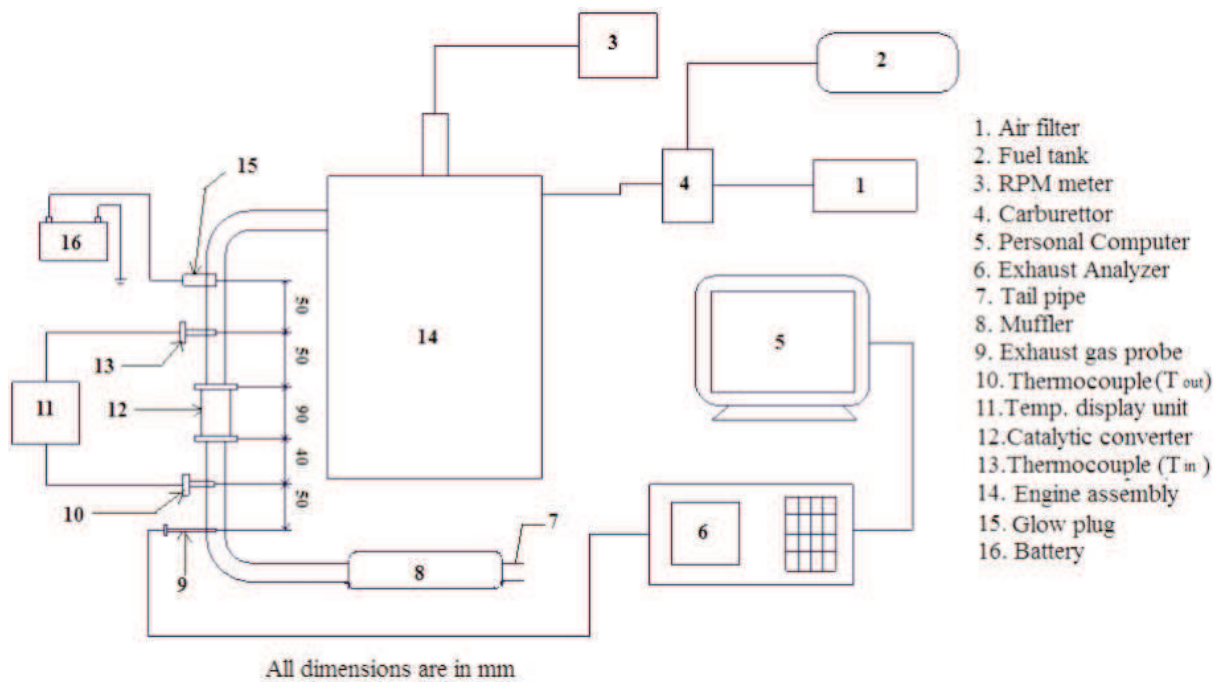 3
2
15
4
1
16
50
14
5
13
50
11
12
90
40
10
50
6
7
8
9
All dimensions are in mm
1. Air filter
2. Fuel tank
3. RPM meter
4. Carburettor
5. Personal Computer
6. Exhaust Analyzer
7. Tail pipe
8. Muffler
9. Exhaust gas probe
10. Thermocouple (T out)
11. Temp. display unit
12. Catalytic converter
13. Thermocouple (T in )
14. Engine assembly
15. Glow plug
16. Battery